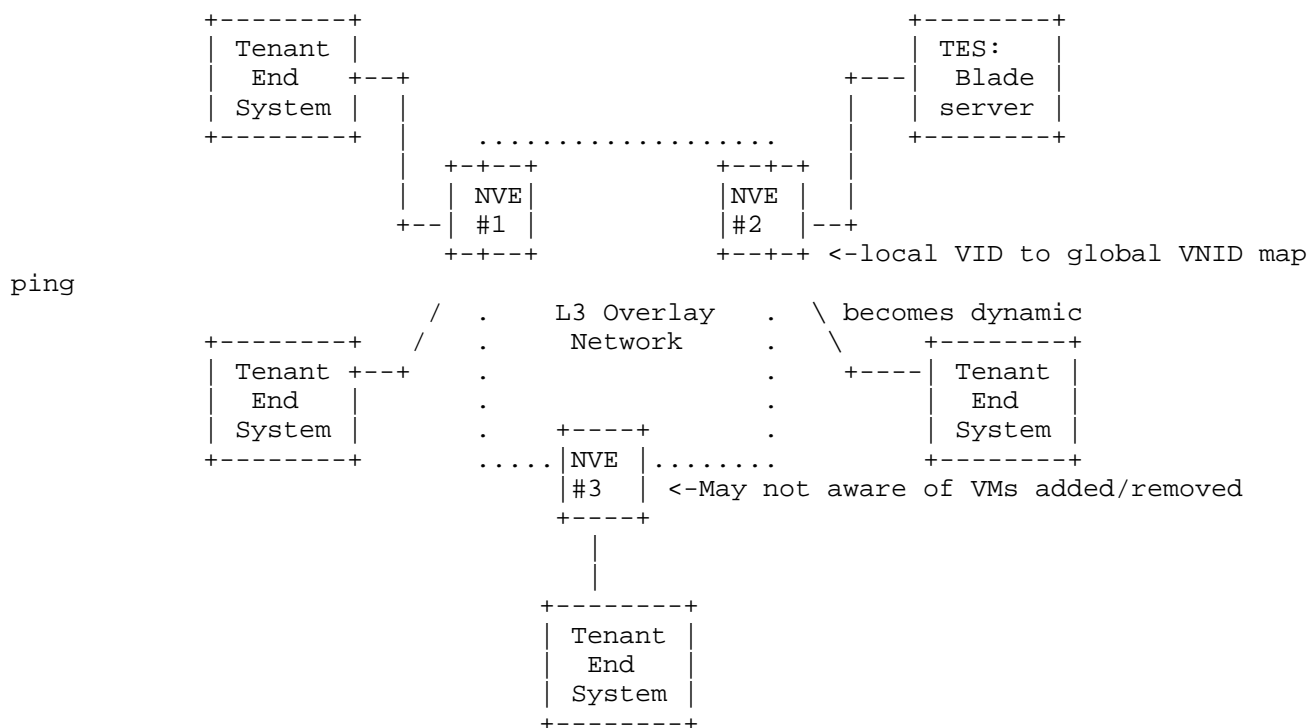 Tenant TES:
End Blade
System server
NVE NVE
#1 #2
<-local VID to global VNID map
ping
L3 Overlay becomes dynamic
Network
Tenant Tenant
End End
System System
NVE
#3 <-May not aware of VMs added/removed
Tenant
End
System